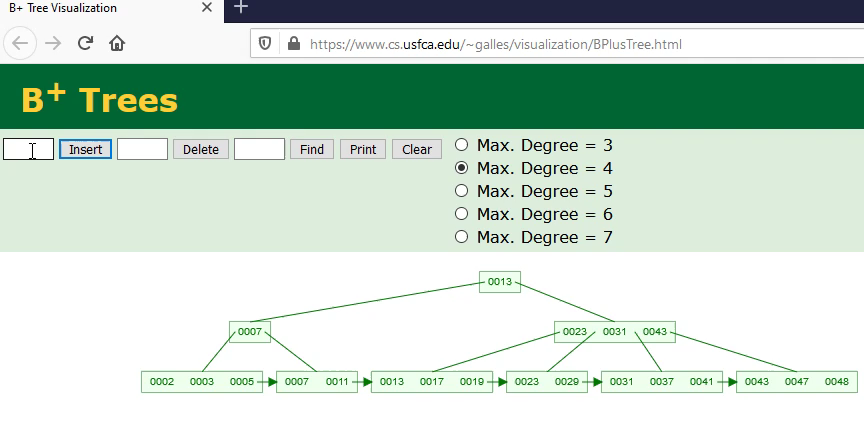 B+ Tree Visualization
https://www.cs.usfca.edu/~galles/visualization/BPlusTree.html
B+ Trees
Insert Delete Find Print Clear
Max. Degree = 3
Max. Degree = 4
Max. Degree = 5
Max. Degree = 6
Max. Degree = 7
0013
0007 0023 0031 0043
0002 0003 0005 0007 0011 0013 0017 0019 0023 0029 0031 0037 0041 0043 0047 0048